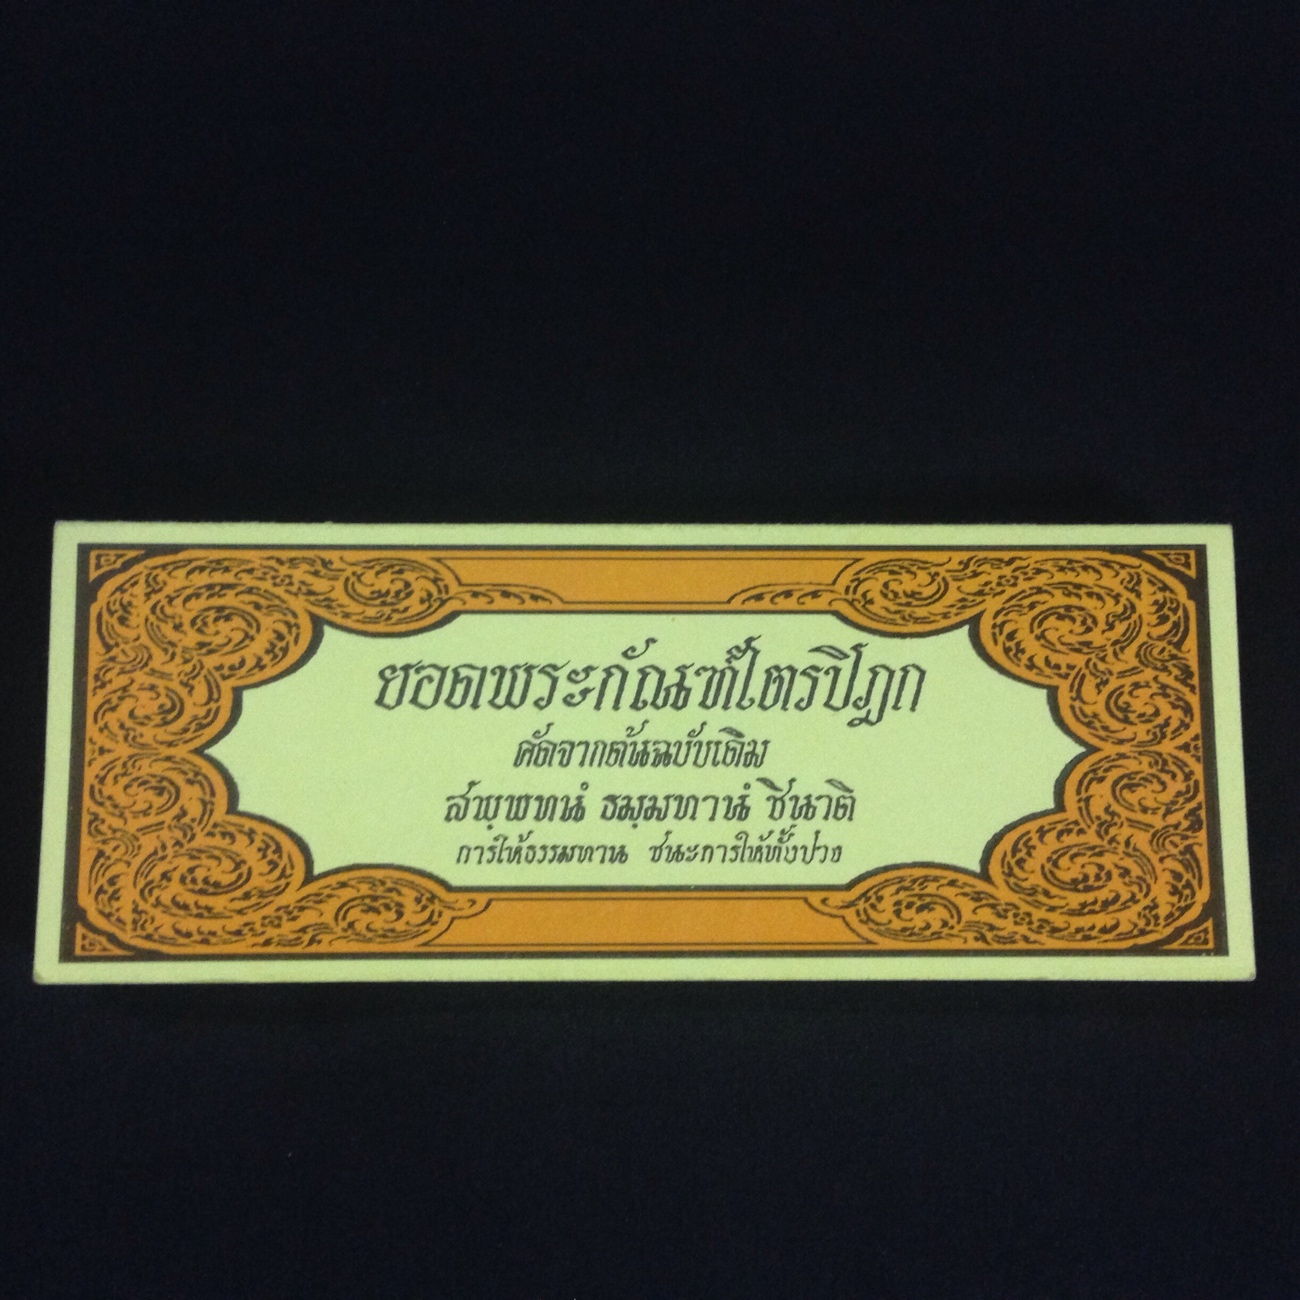 ยอดพระกัณฑ์ไตรปิฎก
คัดจากต้นฉบับเดิม
สพฺพทานํ ธมฺมทานํ ชินาติ
การให้ธรรมทาน ชนะการให้ทั้งปวง